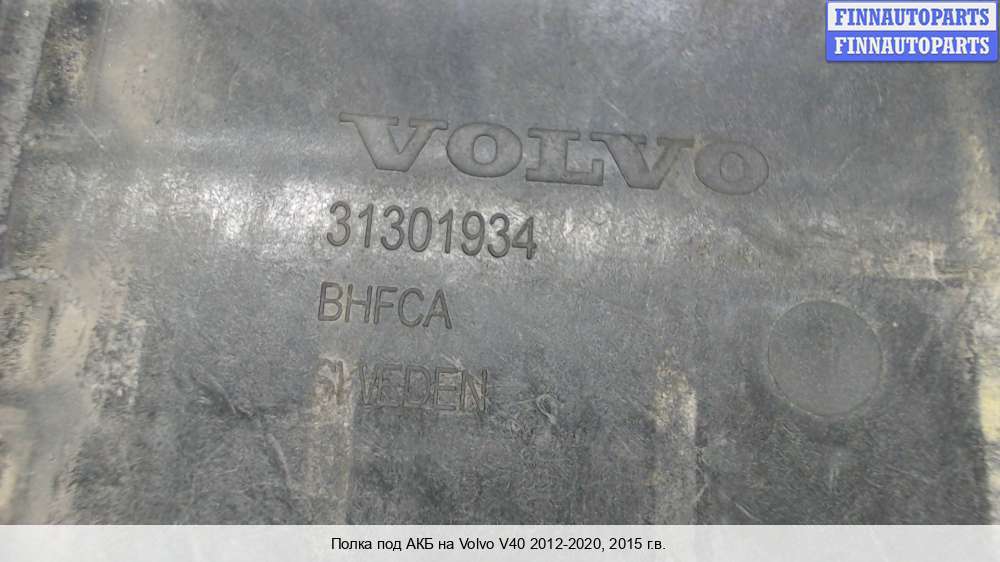 FINNAUTOPARTS
FINNAUTOPARTS
VOLVO
31301934
BHFCA
SWEDEN
Полка под АКБ на Volvo V40 2012-2020, 2015 г.в.